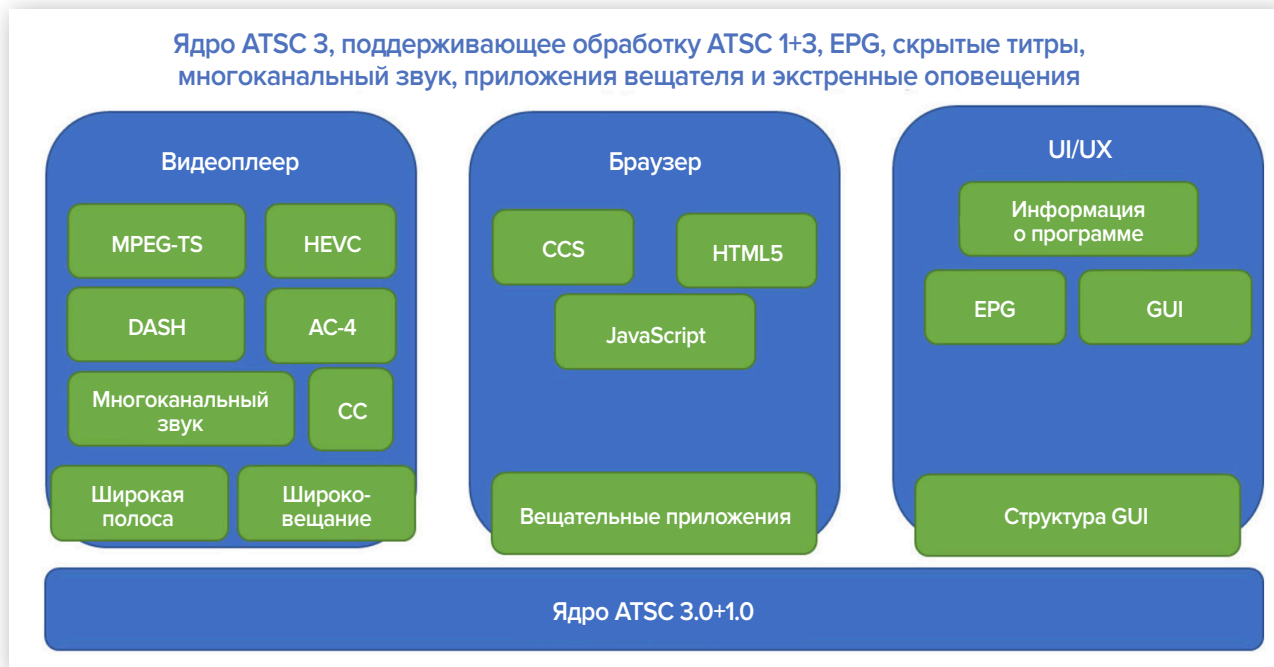 Ядро ATSC 3, поддерживающее обработку ATSC 1+3, EPG, скрытые титры,
многоканальный звук, приложения вещателя и экстренные оповещения
Видеоплеер
MPEG-TS
HEVC
DASH
AC-4
Многоканальный
звук
CC
Широкая
полоса
Широко-
вещание
Браузер
CCS
HTML5
JavaScript
Вещательные приложения
UI/UX
Информация
о программе
EPG
GUI
Структура GUI
Ядро ATSC 3.0+1.0